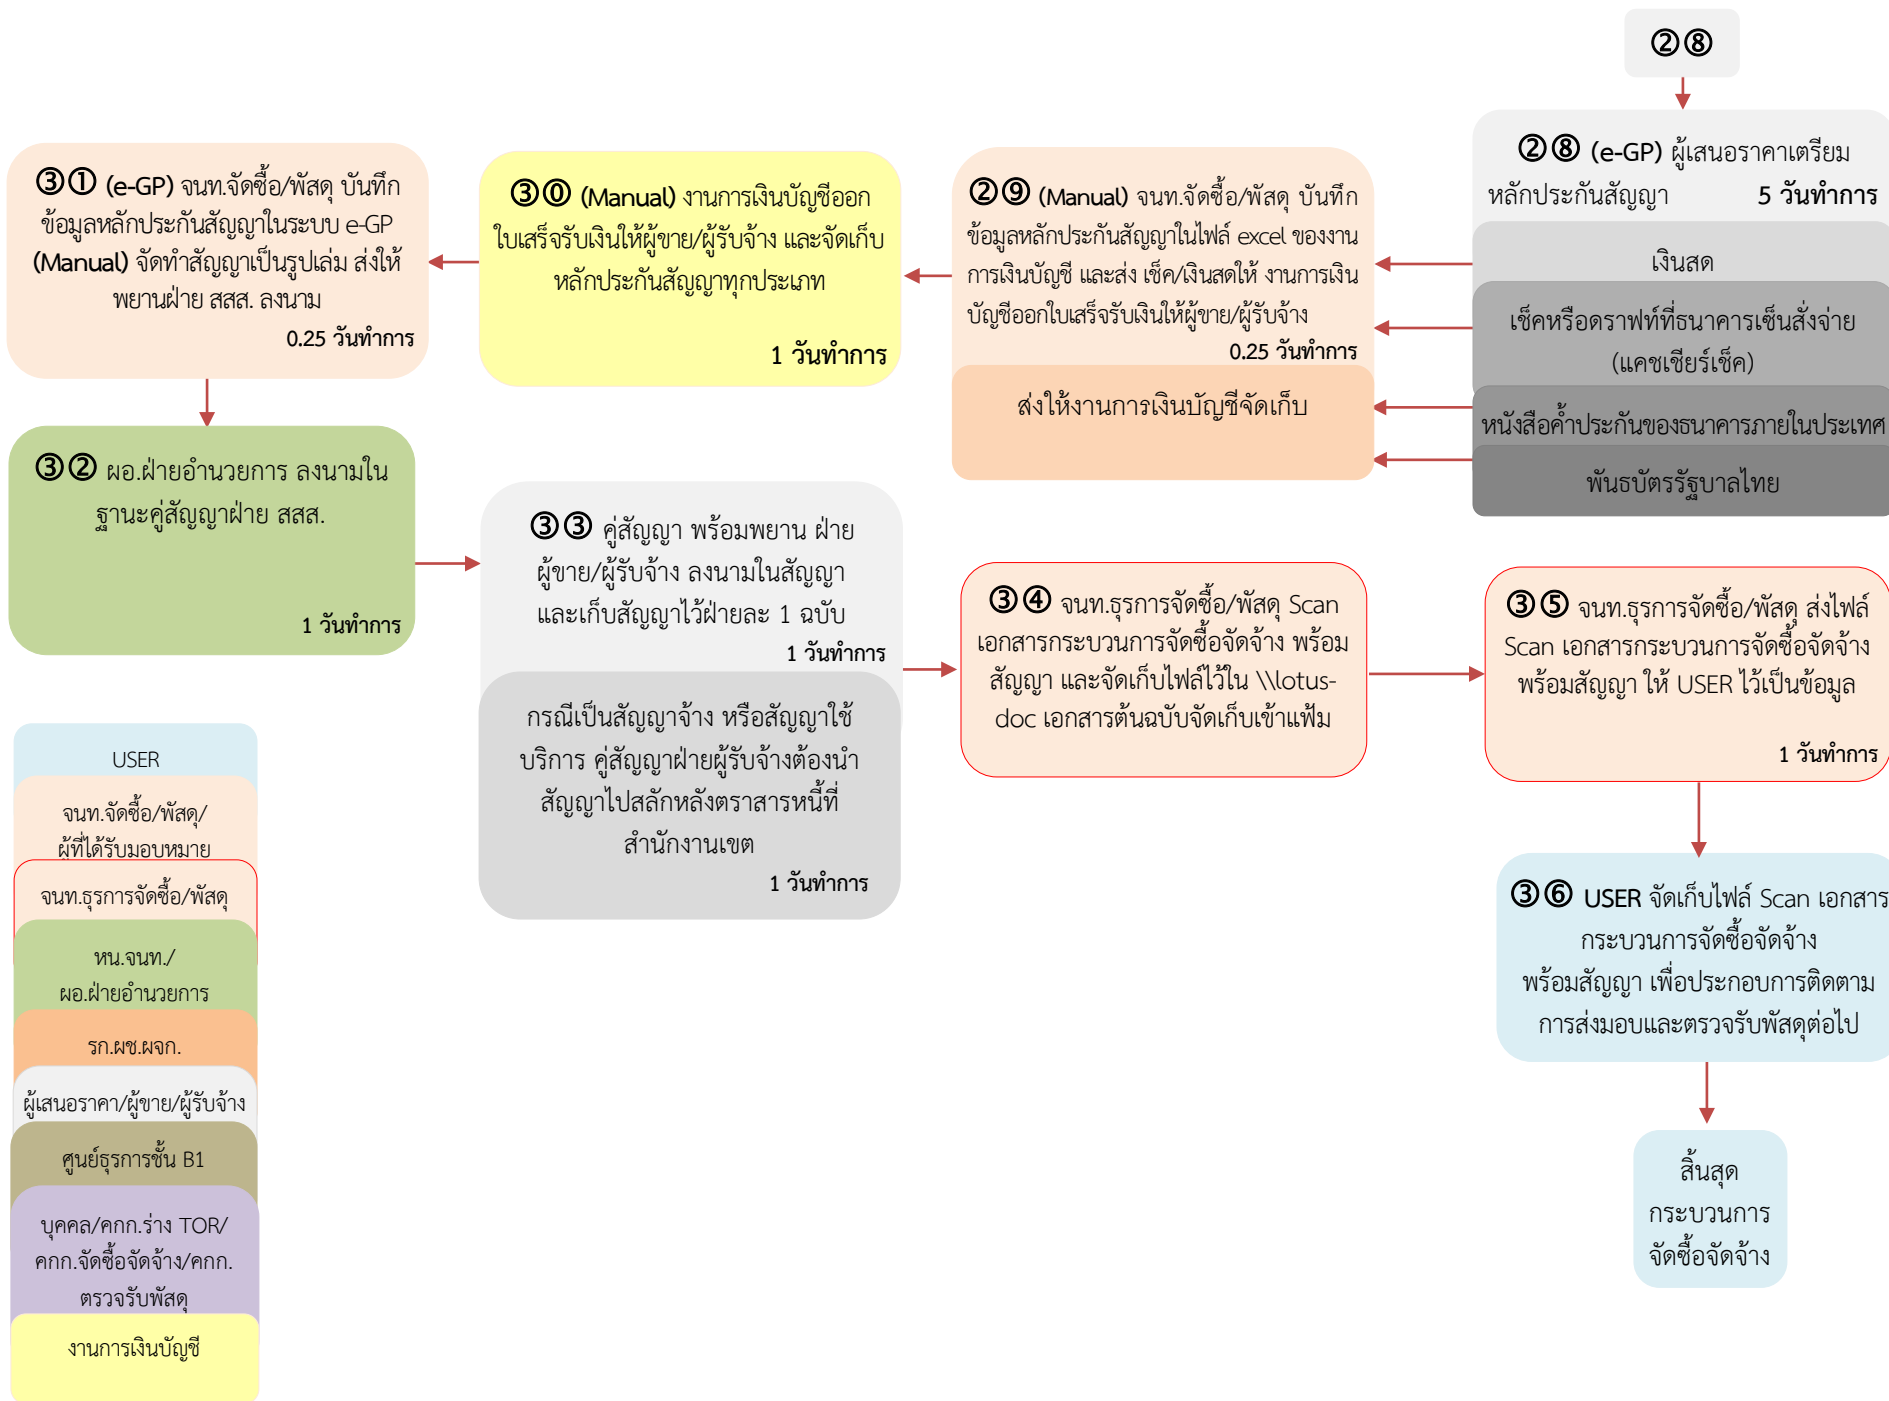 ②⑧
②⑧ (e-GP) ผู้เสนอราคาเตรียม
หลักประกันสัญญา 5 วันทำการ
เงินสด
เช็คหรือดราฟท์ที่ธนาคารเซ็นสั่งจ่าย
(แคชเชียร์เช็ค)
หนังสือค้ำประกันของธนาคารภายในประเทศ
พันธบัตรรัฐบาลไทย
②⑨ (Manual) จนท.จัดซื้อ/พัสดุ บันทึก
ข้อมูลหลักประกันสัญญาในไฟล์ excel ของงาน
การเงินบัญชี และส่ง เช็ค/เงินสดให้ งานการเงิน
บัญชีออกใบเสร็จรับเงินให้ผู้ขาย/ผู้รับจ้าง
0.25 วันทำการ
ส่งให้งานการเงินบัญชีจัดเก็บ
③⓪ (Manual) งานการเงินบัญชีออก
ใบเสร็จรับเงินให้ผู้ขาย/ผู้รับจ้าง และจัดเก็บ
หลักประกันสัญญาทุกประเภท
1 วันทำการ
③① (e-GP) จนท.จัดซื้อ/พัสดุ บันทึก
ข้อมูลหลักประกันสัญญาในระบบ e-GP
(Manual) จัดทำสัญญาเป็นรูปเล่ม ส่งให้
พยานฝ่าย สสส. ลงนาม
0.25 วันทำการ
③② ผอ.ฝ่ายอำนวยการ ลงนามใน
ฐานะคู่สัญญาฝ่าย สสส.
1 วันทำการ
③③ คู่สัญญา พร้อมพยาน ฝ่าย
ผู้ขาย/ผู้รับจ้าง ลงนามในสัญญา
และเก็บสัญญาไว้ฝ่ายละ 1 ฉบับ
1 วันทำการ
กรณีเป็นสัญญาจ้าง หรือสัญญาใช้
บริการ คู่สัญญาฝ่ายผู้รับจ้างต้องนำ
สัญญาไปสลักหลังตราสารหนี้ที่
สำนักงานเขต
1 วันทำการ
③④ จนท.ธุรการจัดซื้อ/พัสดุ Scan
เอกสารกระบวนการจัดซื้อจัดจ้าง พร้อม
สัญญา และจัดเก็บไฟล์ไว้ใน \\lotus-
doc เอกสารต้นฉบับจัดเก็บเข้าแฟ้ม
③⑤ จนท.ธุรการจัดซื้อ/พัสดุ ส่งไฟล์
Scan เอกสารกระบวนการจัดซื้อจัดจ้าง
พร้อมสัญญา ให้ USER ไว้เป็นข้อมูล
1 วันทำการ
③⑥ USER จัดเก็บไฟล์ Scan เอกสาร
กระบวนการจัดซื้อจัดจ้าง
พร้อมสัญญา เพื่อประกอบการติดตาม
การส่งมอบและตรวจรับพัสดุต่อไป
สิ้นสุด
กระบวนการ
จัดซื้อจัดจ้าง
USER
จนท.จัดซื้อ/พัสดุ/
ผู้ที่ได้รับมอบหมาย
จนท.ธุรการจัดซื้อ/พัสดุ
หน.จนท./
ผอ.ฝ่ายอำนวยการ
รก.ผช.ผจก.
ผู้เสนอราคา/ผู้ขาย/ผู้รับจ้าง
ศูนย์ธุรการชั้น B1
บุคคล/คกก.ร่าง TOR/
คกก.จัดซื้อจัดจ้าง/คกก.
ตรวจรับพัสดุ
งานการเงินบัญชี